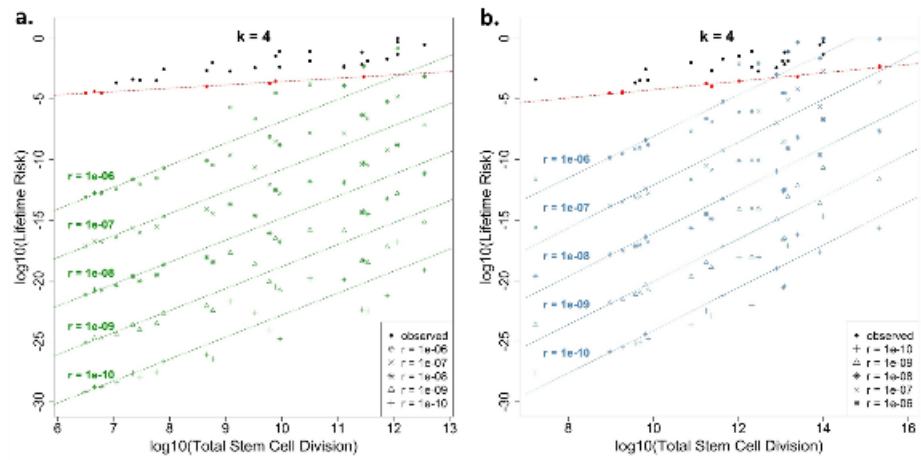 a.
k = 4
log10(Lifetime Risk)
0
-5
-10
-15
-20
-25
-30
r = 1e-06
r = 1e-07
r = 1e-08
r = 1e-09
r = 1e-10
observed
r = 1e-06
r = 1e-07
r = 1e-08
r = 1e-09
r = 1e-10
6 7 8 9 10 11 12 13
log10(Total Stem Cell Division)
b.
k = 4
log10(Lifetime Risk)
0
-5
-10
-15
-20
-25
-30
r = 1e-06
r = 1e-07
r = 1e-08
r = 1e-09
r = 1e-10
observed
r = 1e-10
r = 1e-09
r = 1e-08
r = 1e-07
r = 1e-06
8 10 12 14 16
log10(Total Stem Cell Division)